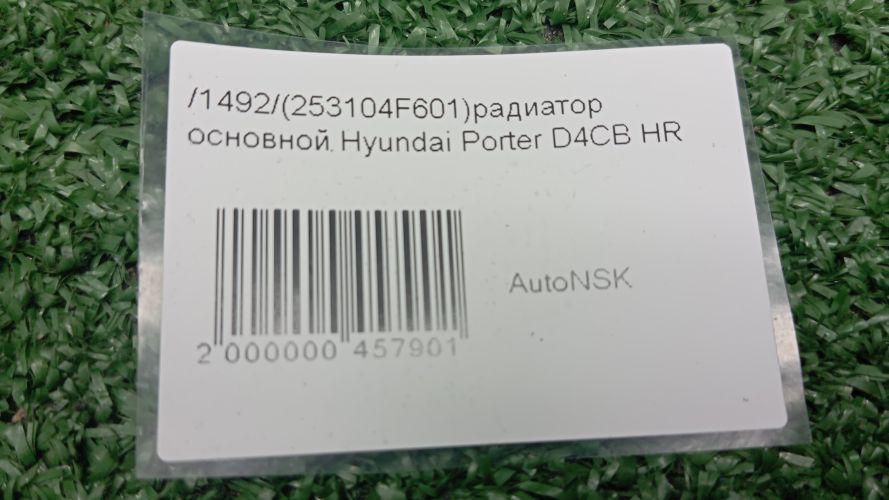 /1492/(253104F601)радиатор
основной.Hyundai Porter D4CB HR
AutoNSK
2 000000 457901